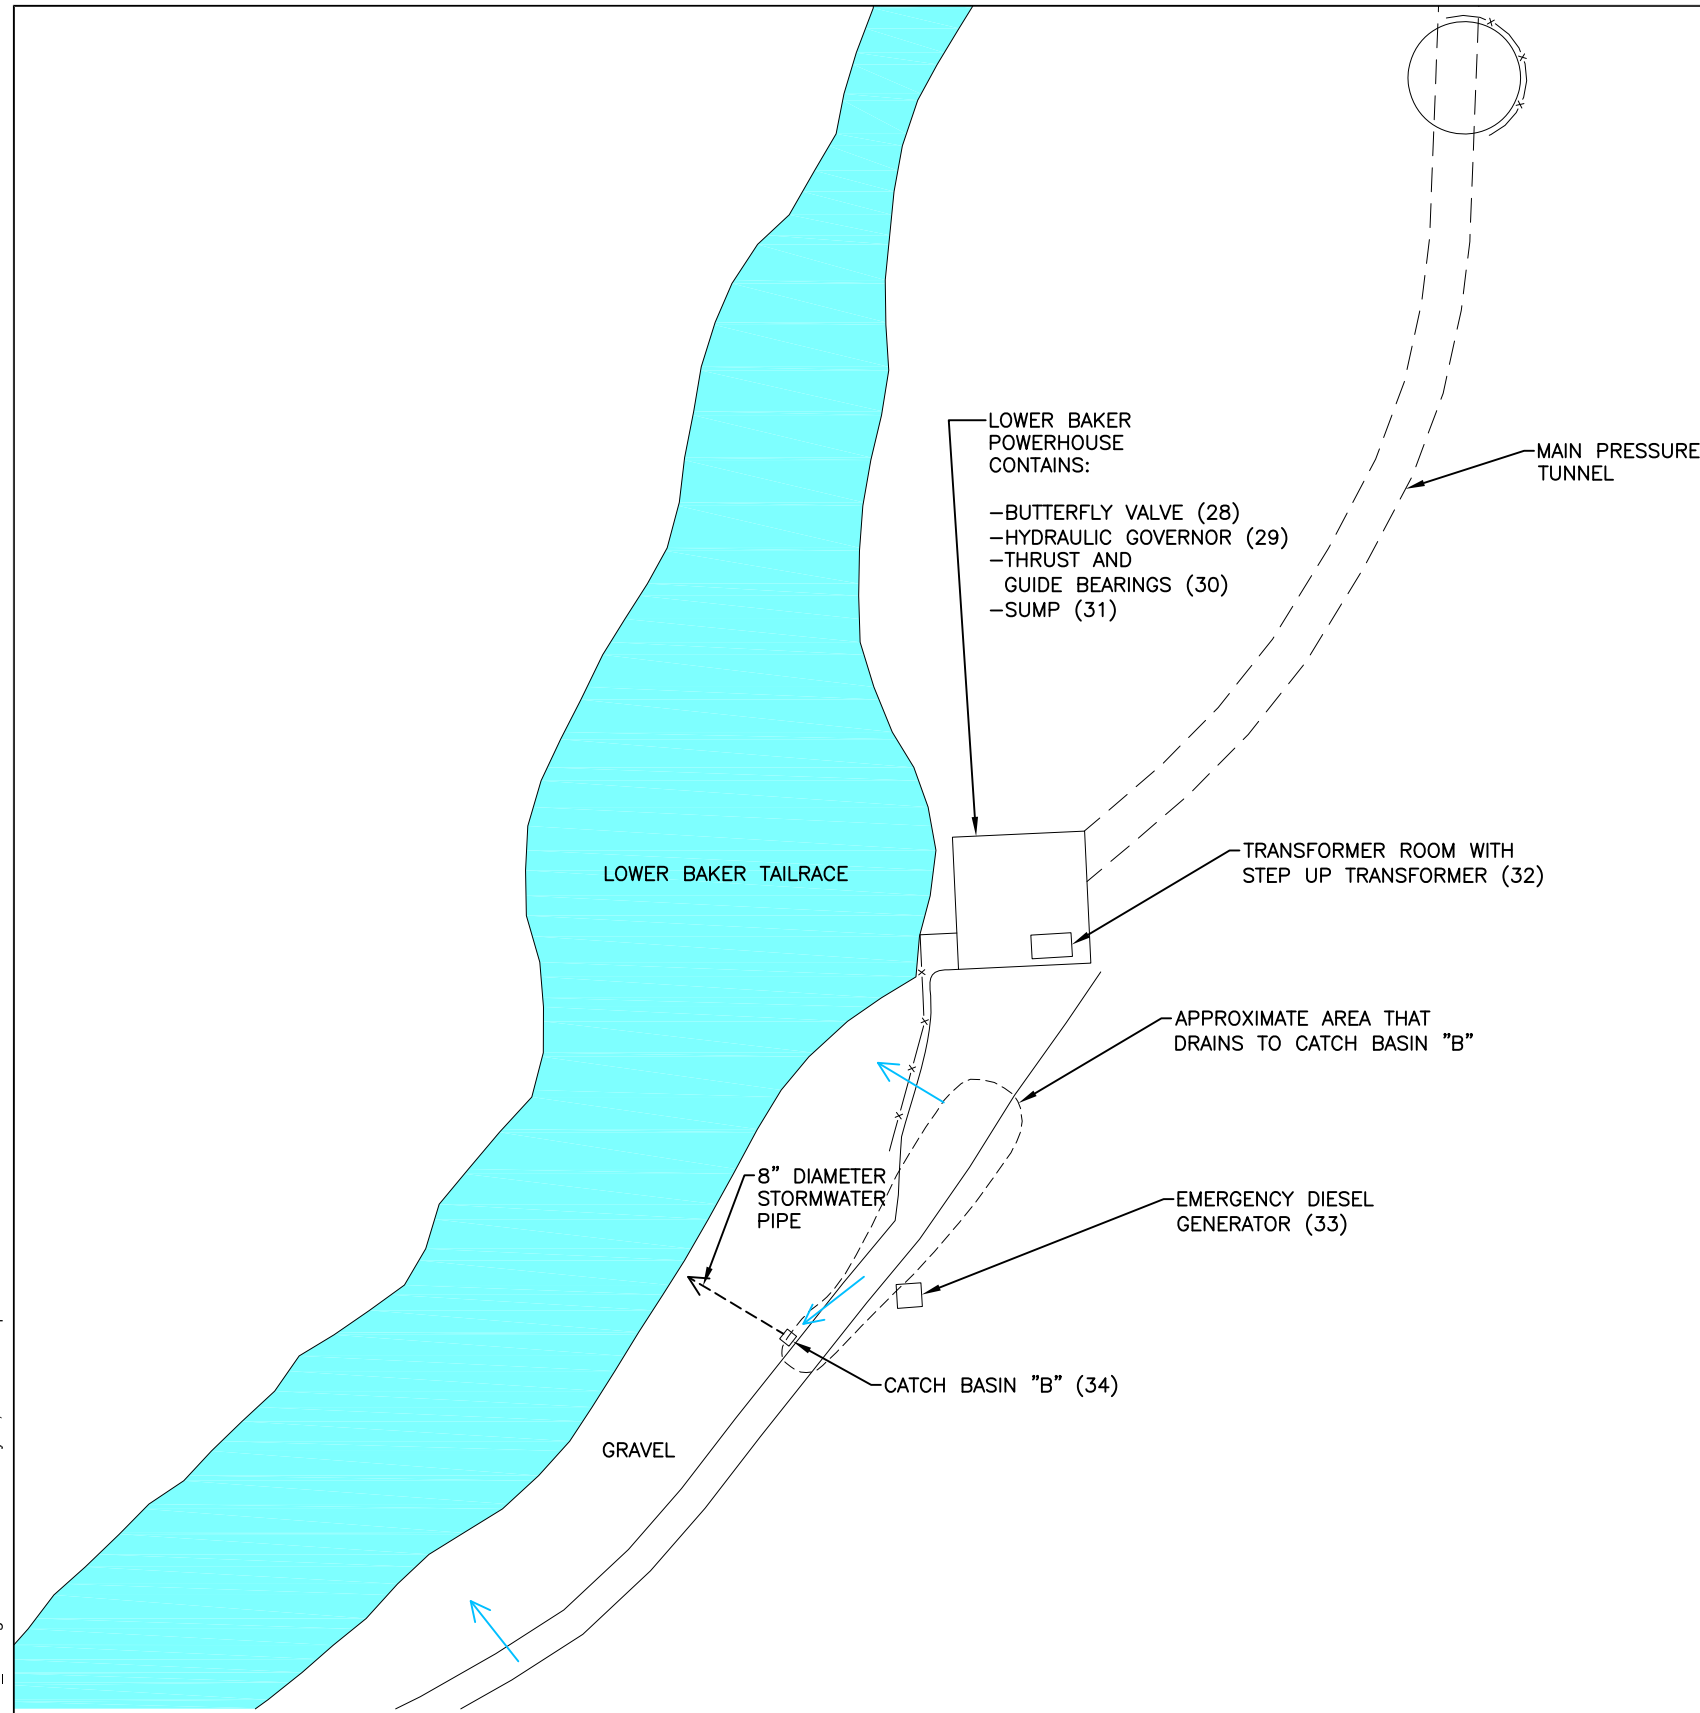 LOWER BAKER
POWERHOUSE
CONTAINS:
-BUTTERFLY VALVE (28)
-HYDRAULIC GOVERNOR (29)
-THRUST AND
GUIDE BEARINGS (30)
-SUMP (31)
MAIN PRESSURE
TUNNEL
LOWER BAKER TAILRACE
TRANSFORMER ROOM WITH
STEP UP TRANSFORMER (32)
APPROXIMATE AREA THAT
DRAINS TO CATCH BASIN "B"
8" DIAMETER
STORMWATER
PIPE
EMERGENCY DIESEL
GENERATOR (33)
CATCH BASIN "B" (34)
GRAVEL